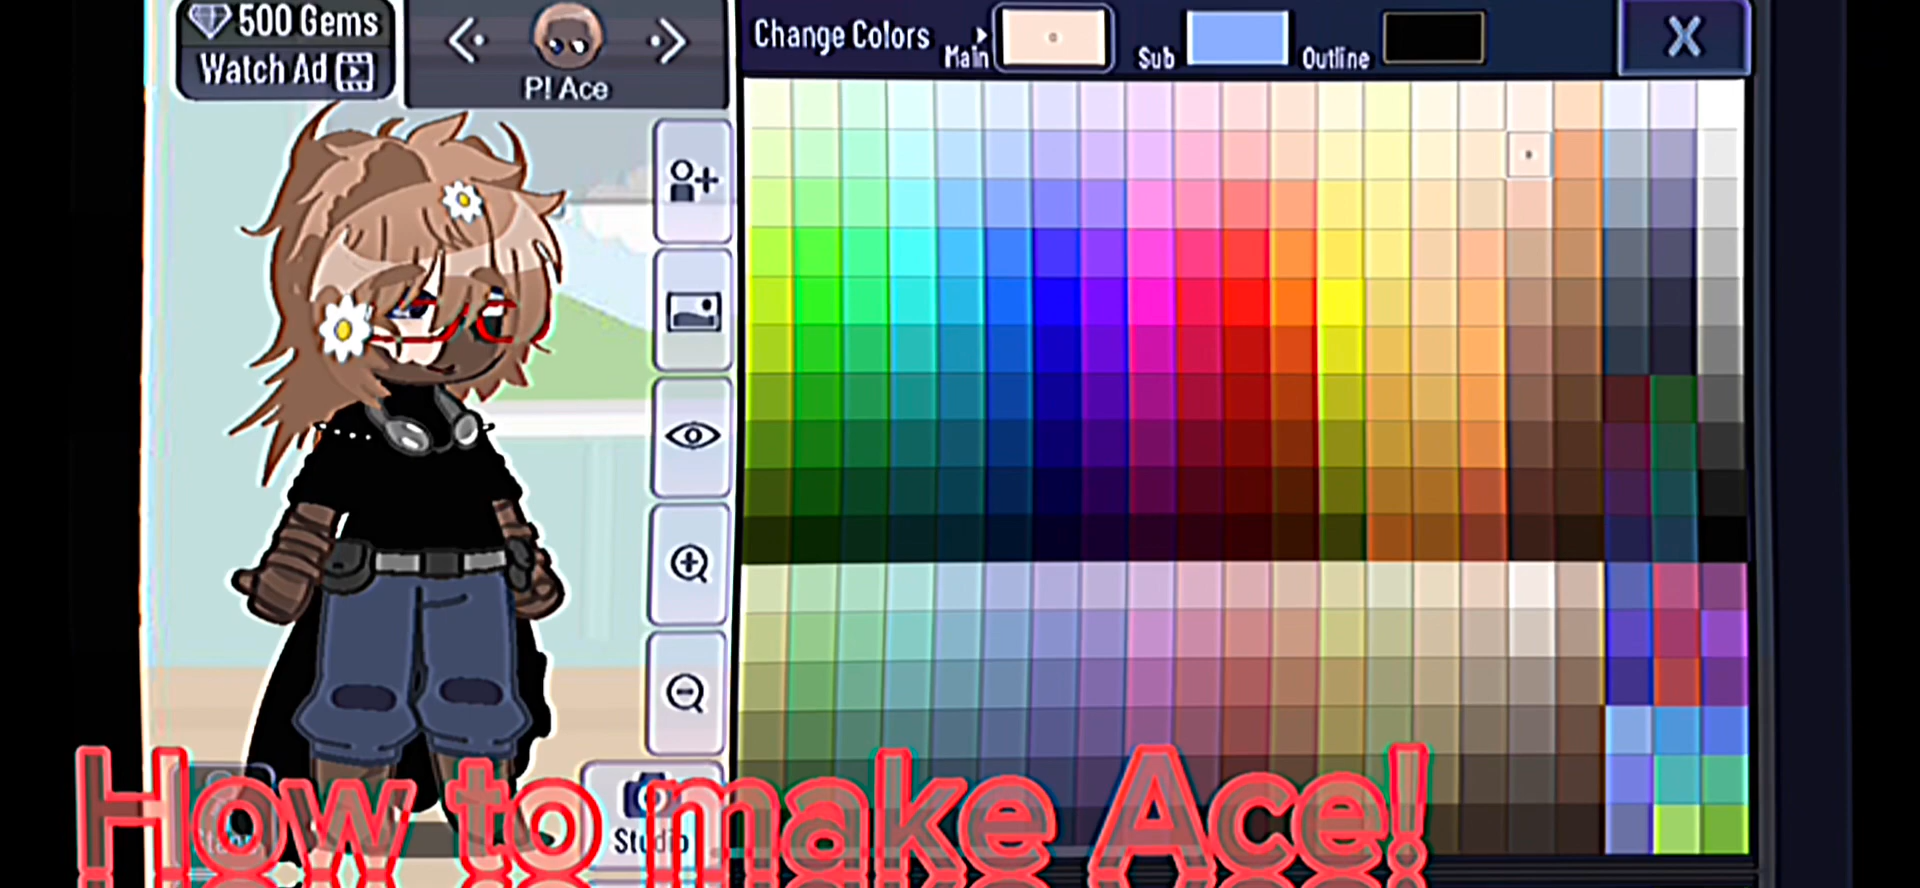 500 Gems
Watch Ad
P! Ace
Change Colors
Main
Sub
Outline
X
Studio
How to make Ace!